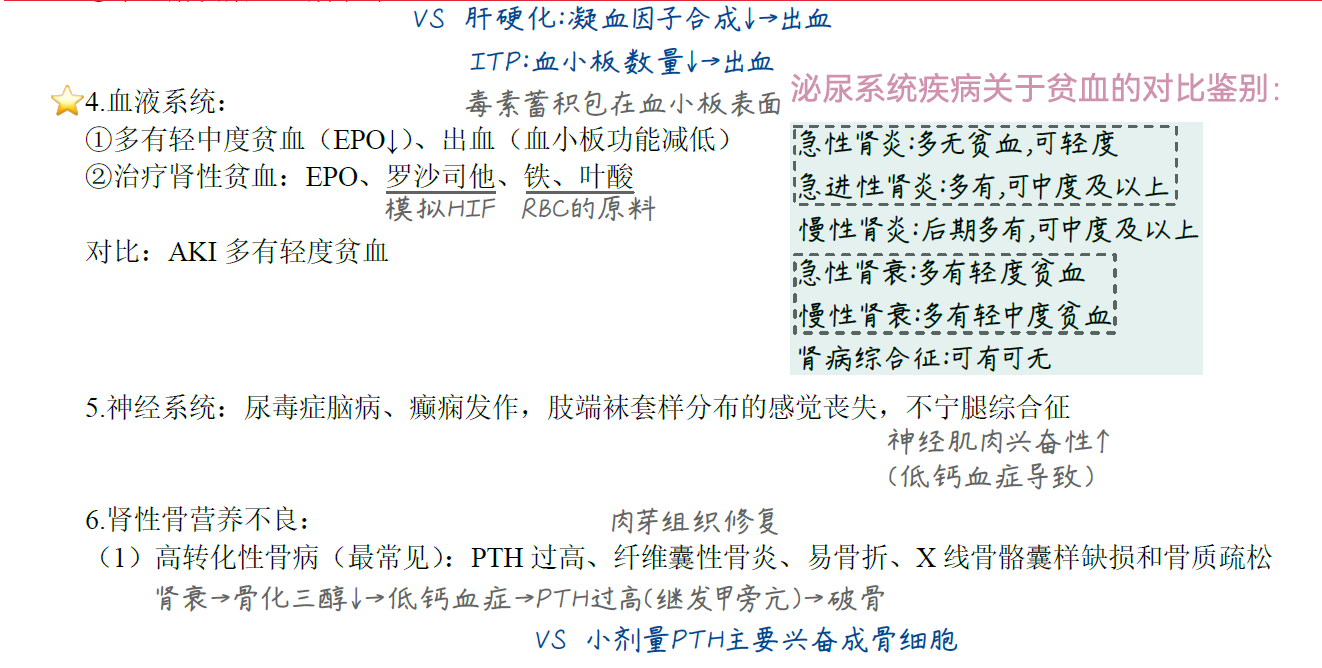 VS 肝硬化:凝血因子合成↓→出血
ITP:血小板数量↓→出血
毒素蓄积包在血小板表面
4.血液系统：
①多有轻中度贫血（EPO↓）、出血（血小板功能减低）
②治疗肾性贫血：EPO、罗沙司他、铁、叶酸
模拟HIF RBC的原料
对比：AKI 多有轻度贫血
泌尿系统疾病关于贫血的对比鉴别：
急性肾炎:多无贫血,可轻度
急进性肾炎:多有,可中度及以上
慢性肾炎:后期多有,可中度及以上
急性肾衰:多有轻度贫血
慢性肾衰:多有轻中度贫血
肾病综合征:可有可无
5.神经系统：尿毒症脑病、癫痫发作，肢端袜套样分布的感觉丧失，不宁腿综合征
神经肌肉兴奋性↑
(低钙血症导致)
6.肾性骨营养不良：
肉芽组织修复
（1）高转化性骨病（最常见）：PTH 过高、纤维囊性骨炎、易骨折、X 线骨骼囊样缺损和骨质疏松
肾衰→骨化三醇↓→低钙血症→PTH过高(继发甲旁亢)→破骨
VS 小剂量PTH主要兴奋成骨细胞